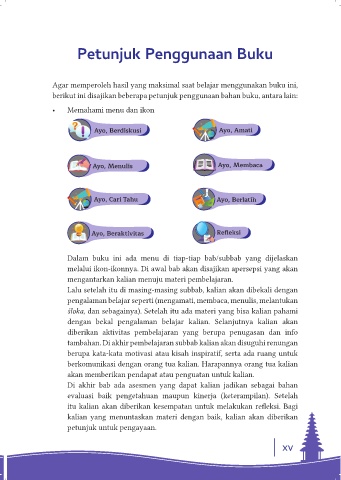 Petunjuk Penggunaan Buku
Agar memperoleh hasil yang maksimal saat belajar menggunakan buku ini,
berikut ini disajikan beberapa petunjuk penggunaan bahan buku, antara lain:
• Memahami menu dan ikon
Ayo, Berdiskusi
Ayo, Amati
Ayo, Menulis
Ayo, Membaca
Ayo, Cari Tahu
Ayo, Berlatih
Ayo, Beraktivitas
Refleksi
Dalam buku ini ada menu di tiap-tiap bab/subbab yang dijelaskan
melalui ikon-ikonnya. Di awal bab akan disajikan apersepsi yang akan
mengantarkan kalian menuju materi pembelajaran.
Lalu setelah itu di masing-masing subbab, kalian akan dibekali dengan
pengalaman belajar seperti (mengamati, membaca, menulis, melantukan
śloka, dan sebagainya). Setelah itu ada materi yang bisa kalian pahami
dengan bekal pengalaman belajar kalian. Selanjutnya kalian akan
diberikan aktivitas pembelajaran yang berupa penugasan dan info
tambahan. Di akhir pembelajaran subbab kalian akan disuguhi renungan
berupa kata-kata motivasi atau kisah inspiratif, serta ada ruang untuk
berkomunikasi dengan orang tua kalian. Harapannya orang tua kalian
akan memberikan pendapat atau penguatan untuk kalian.
Di akhir bab ada asesmen yang dapat kalian jadikan sebagai bahan
evaluasi baik pengetahuan maupun kinerja (keterampilan). Setelah
itu kalian akan diberikan kesempatan untuk melakukan refleksi. Bagi
kalian yang menuntaskan materi dengan baik, kalian akan diberikan
petunjuk untuk pengayaan.
XV